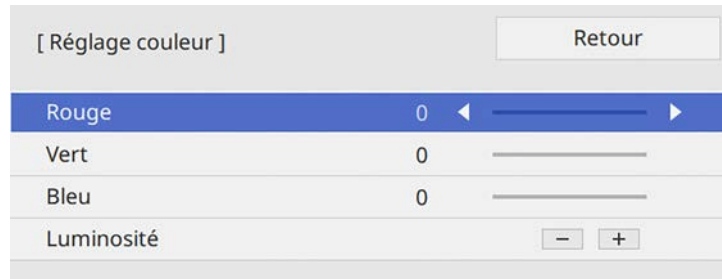 [ Réglage couleur ] Retour
Rouge 0
Vert 0
Bleu 0
Luminosité − +